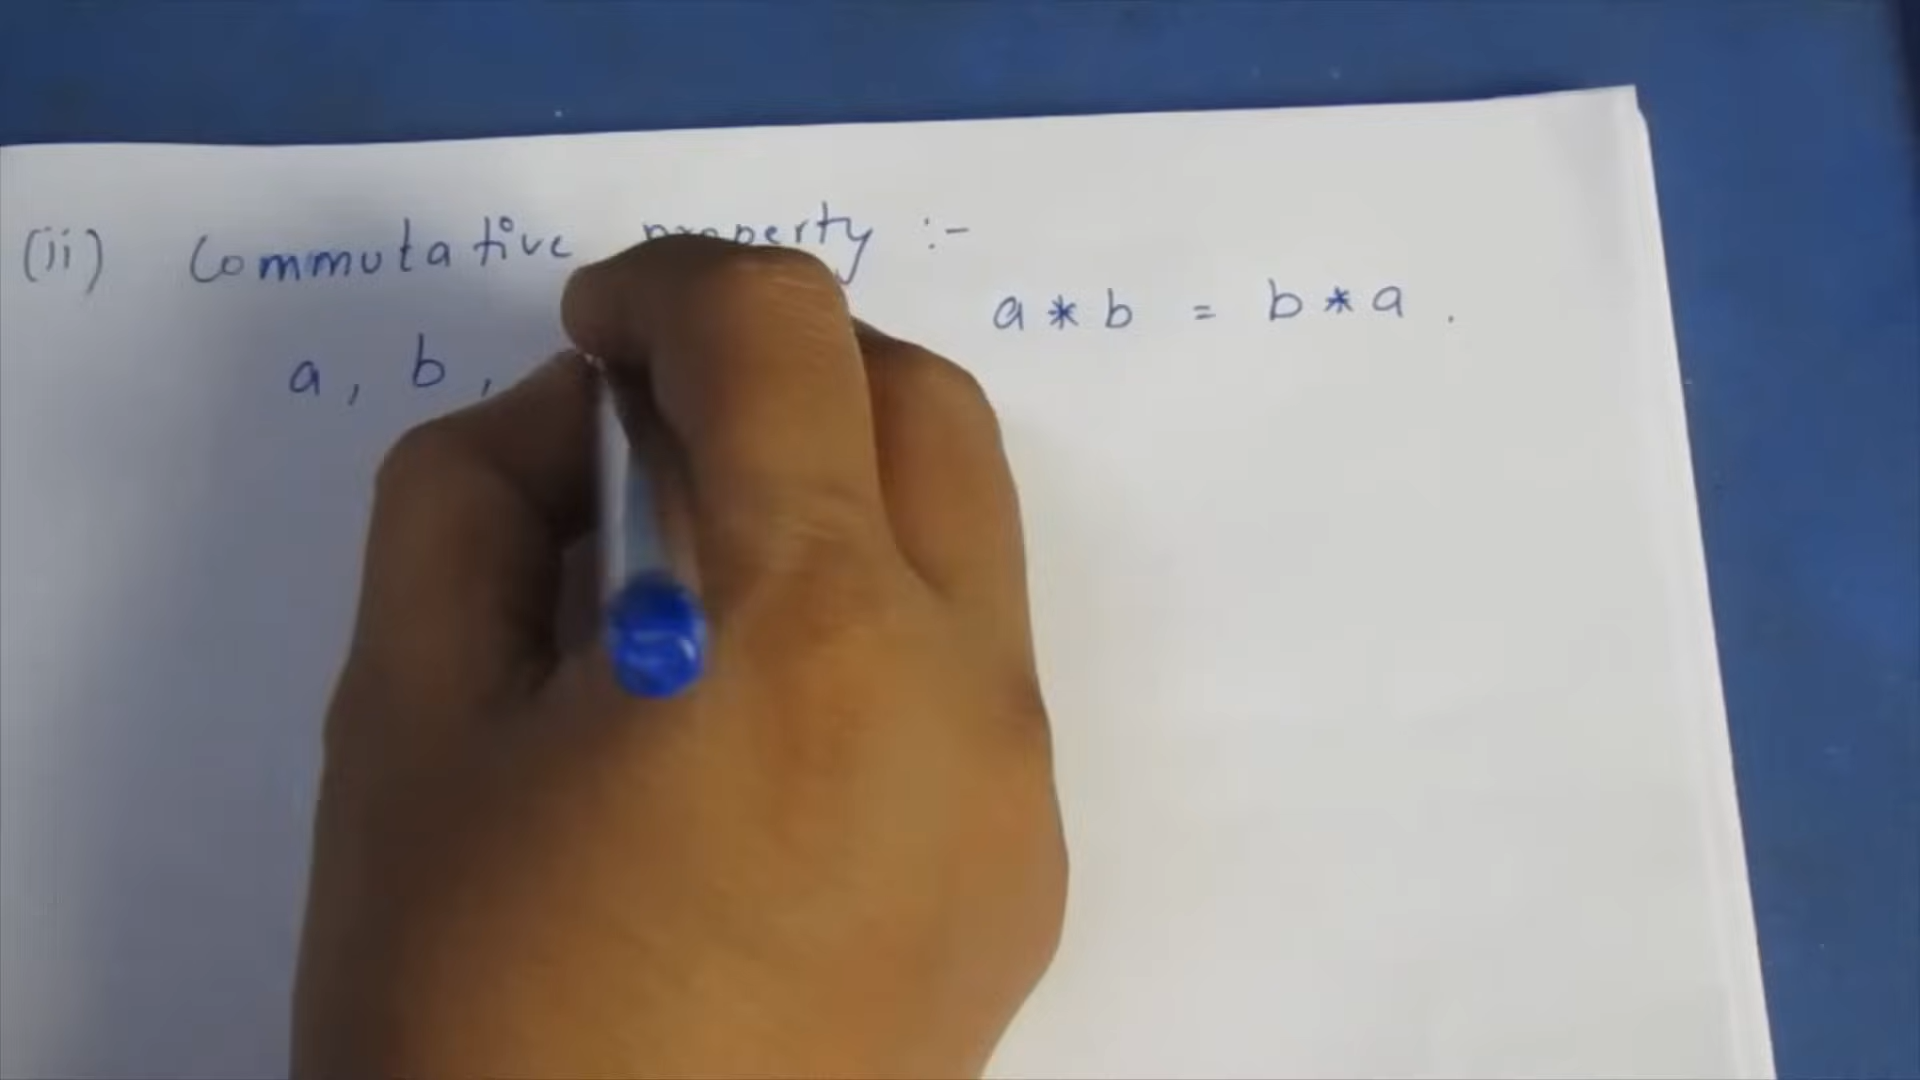 (ii) Commutative property :-
a * b = b * a .
a , b ,